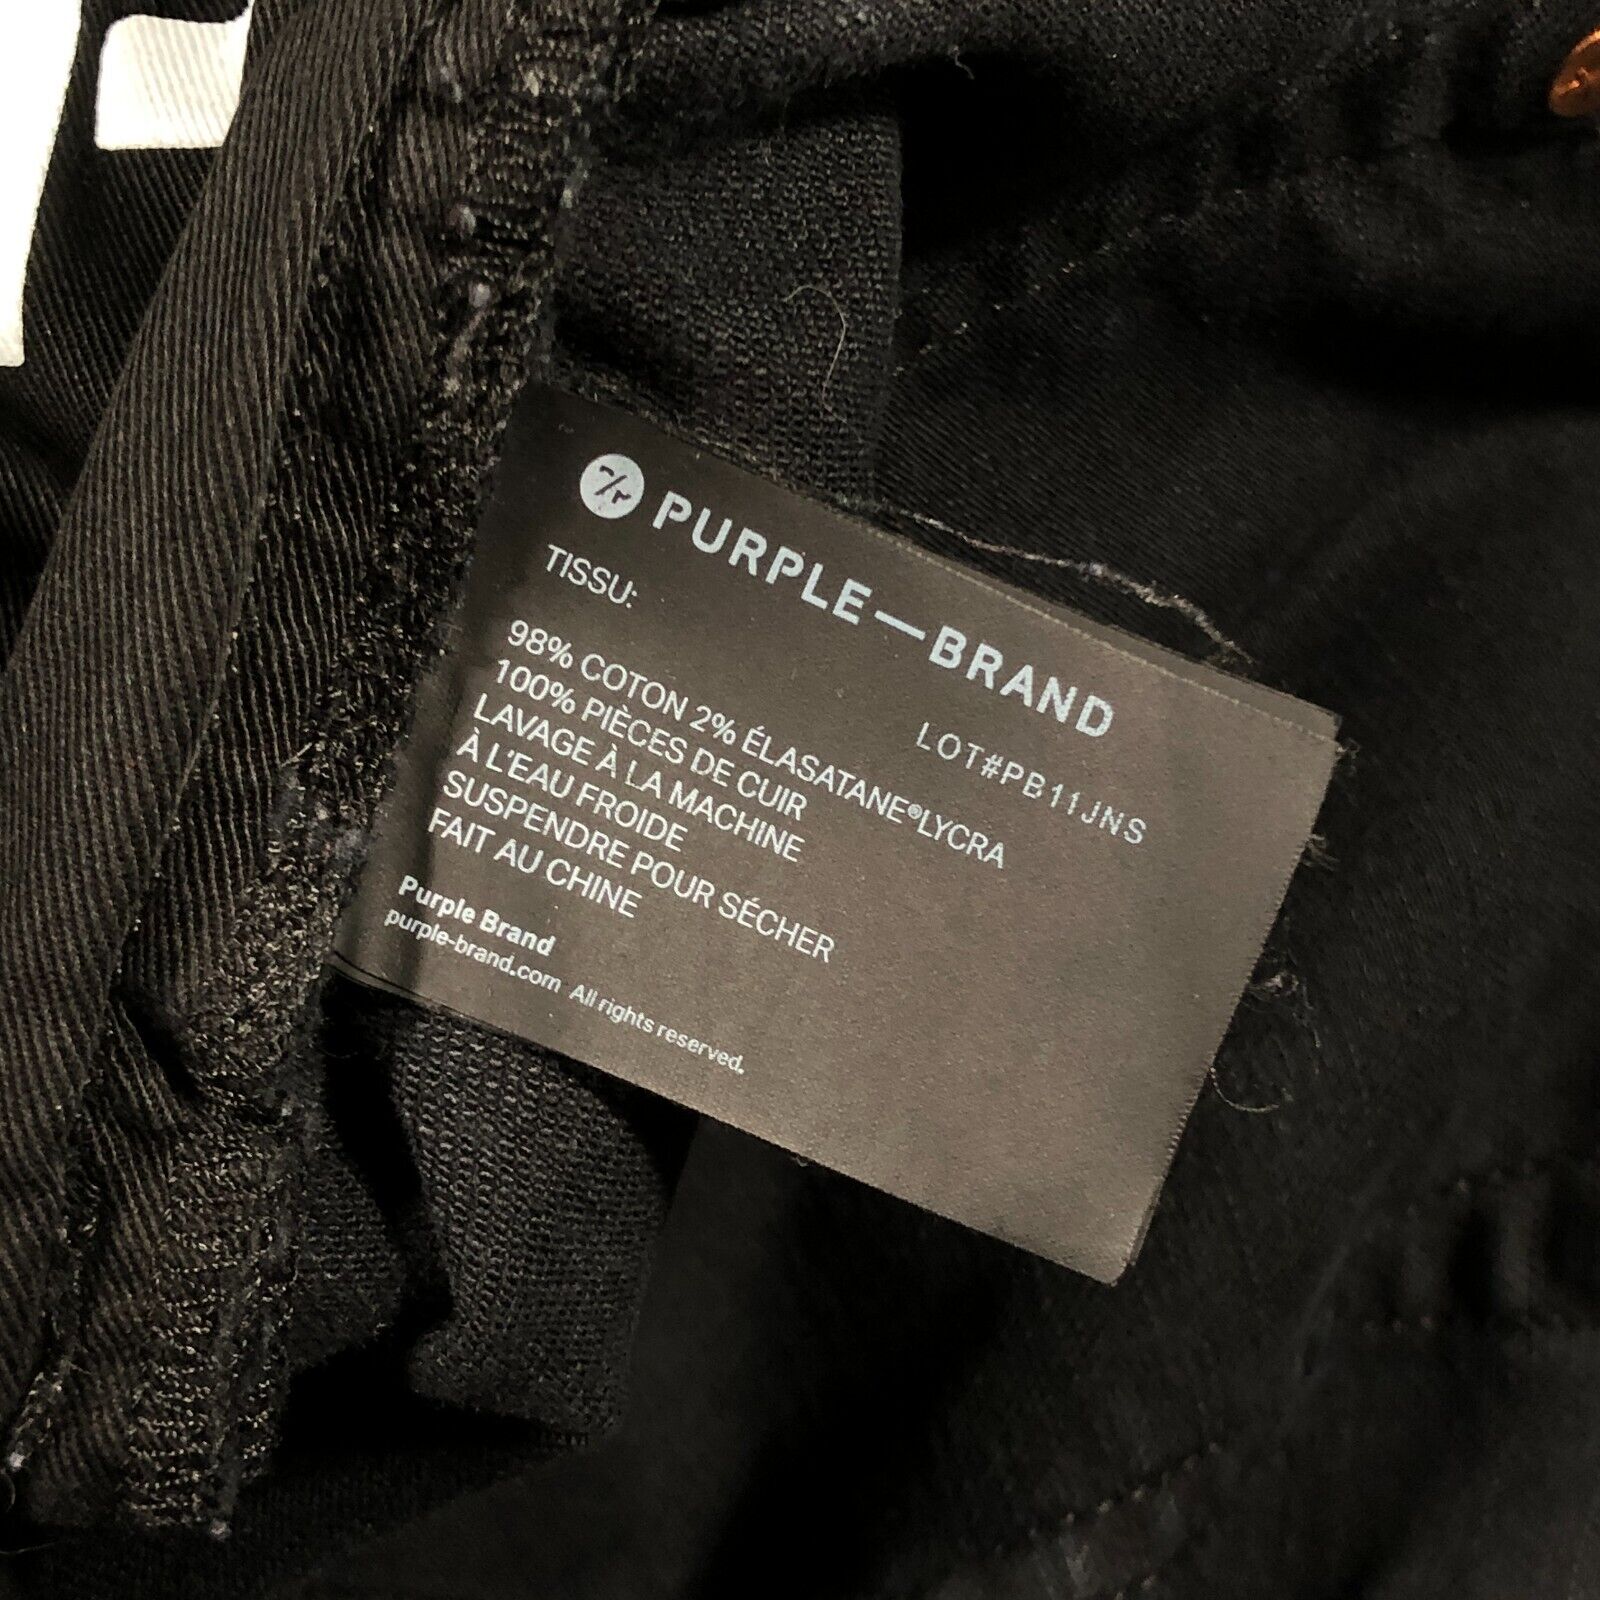 PURPLE—BRAND
TISSU:
LOT#PB11JNS
98% COTON 2% ÉLASATANE®LYCRA
100% PIÈCES DE CUIR
LAVAGE À LA MACHINE
À L'EAU FROIDE
SUSPENDRE POUR SÉCHER
FAIT AU CHINE
Purple Brand
purple-brand.com All rights reserved.